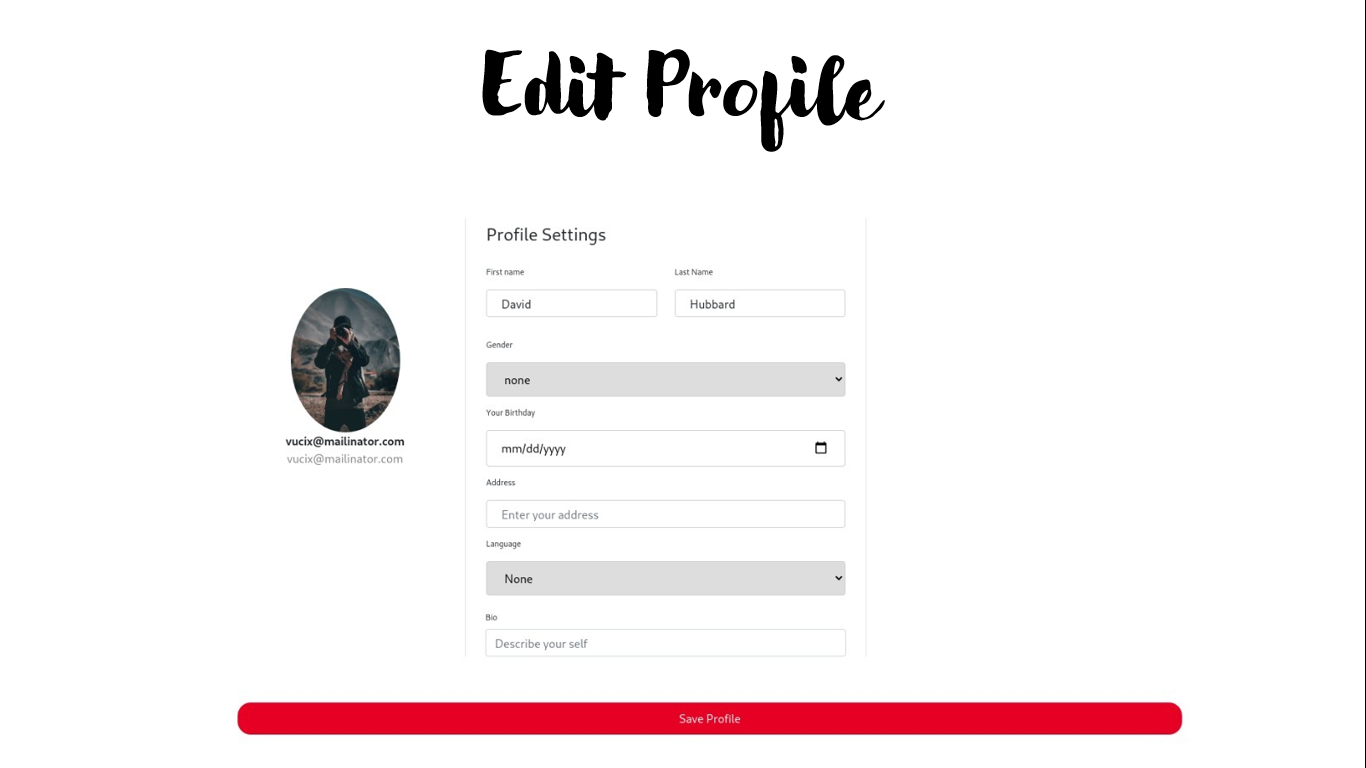 Edit Profile
Profile Settings
First name
Last Name
David
Hubbard
Gender
none
Your Birthday
mm/dd/yyyy
Address
Enter your address
Language
None
Bio
Describe your self
vucix@mailinator.com
vucix@mailinator.com
Save Profile